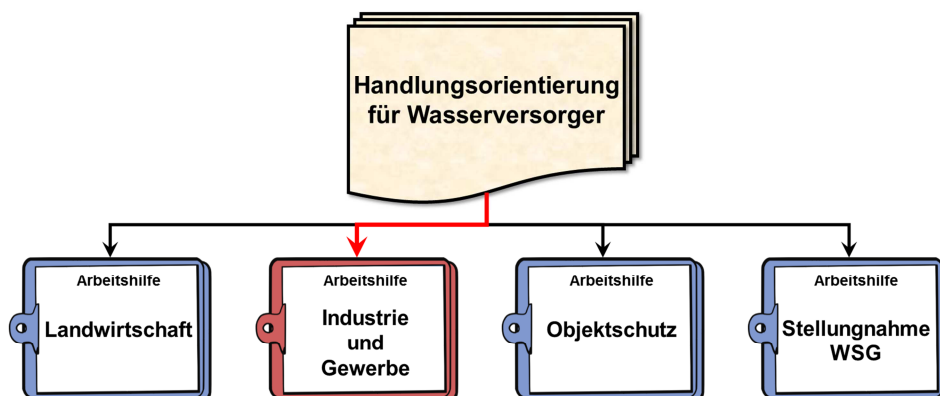 Handlungsorientierung
für Wasserversorger
Arbeitshilfe
Landwirtschaft
Arbeitshilfe
Industrie
und
Gewerbe
Arbeitshilfe
Objektschutz
Arbeitshilfe
Stellungnahme
WSG